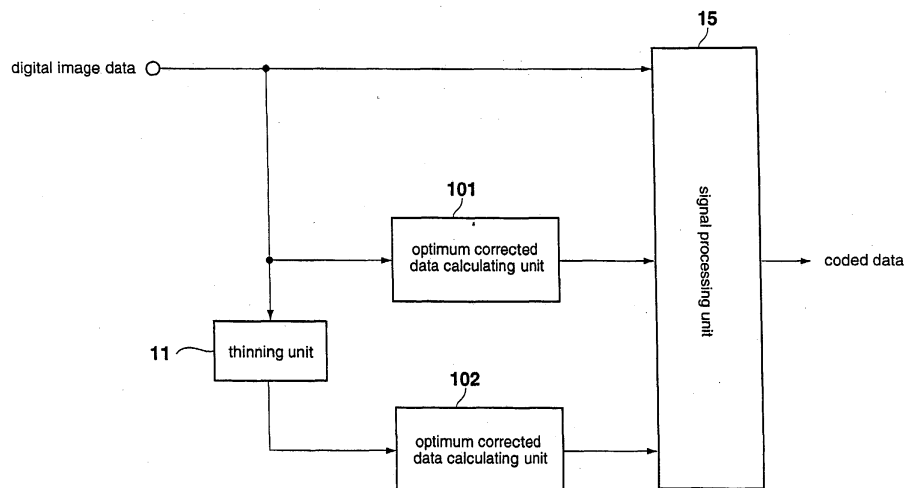 15
digital image data
101
optimum corrected
data calculating unit
signal processing unit
coded data
11
thinning unit
102
optimum corrected
data calculating unit